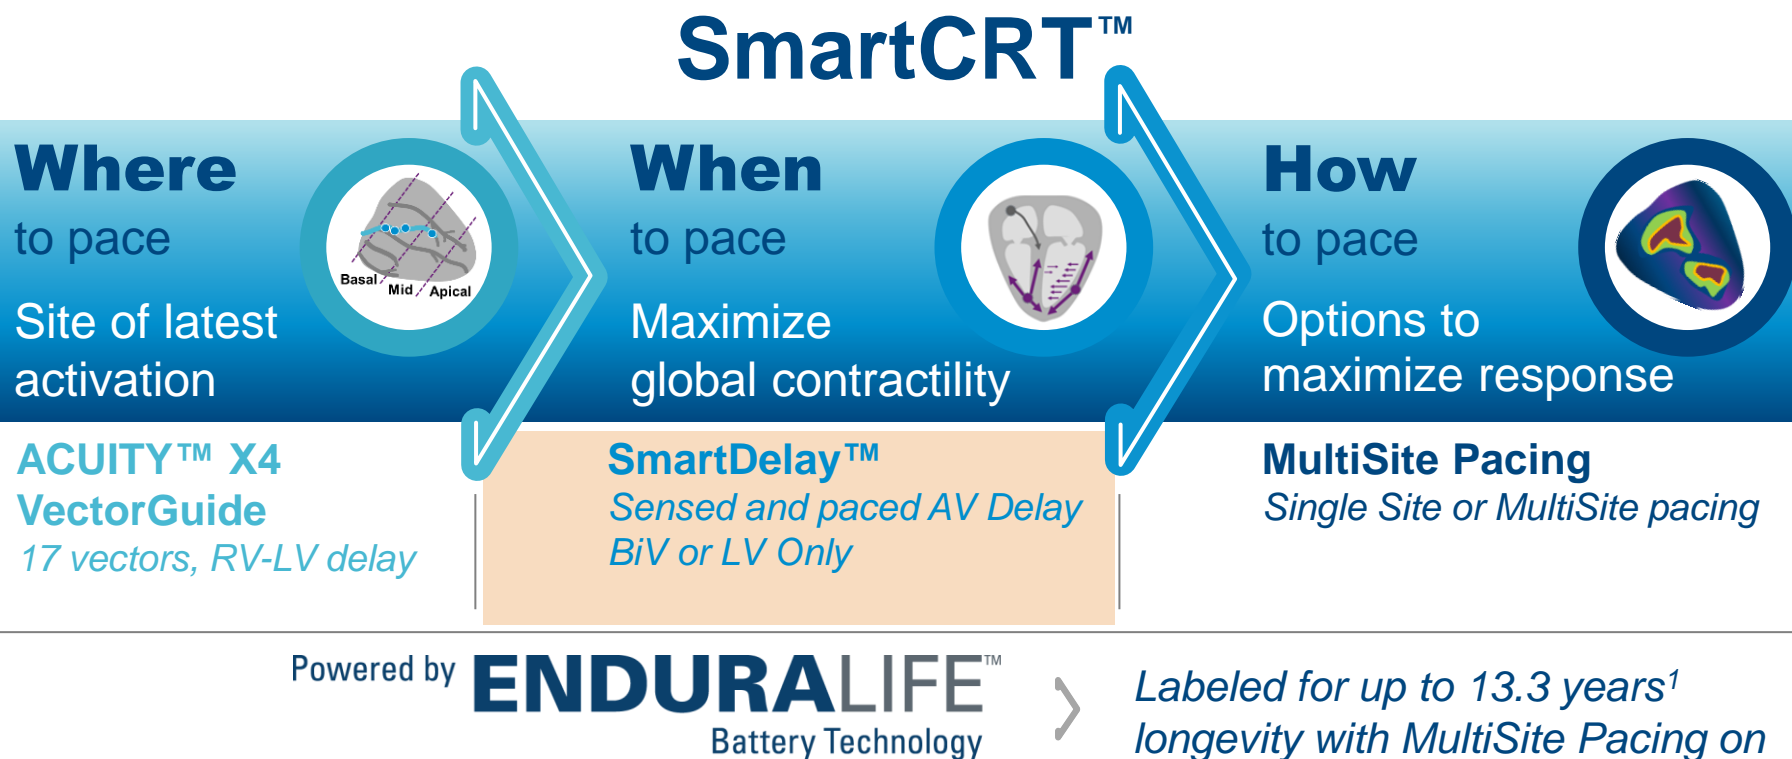 SmartCRT™
Where
to pace
Site of latest
activation
Basal
Mid
Apical
When
to pace
Maximize
global contractility
How
to pace
Options to
maximize response
ACUITY™ X4
VectorGuide
17 vectors, RV-LV delay
SmartDelay™
Sensed and paced AV Delay
BiV or LV Only
MultiSite Pacing
Single Site or MultiSite pacing
Powered by ENDURALIFE™
Battery Technology
Labeled for up to 13.3 years¹
longevity with MultiSite Pacing on